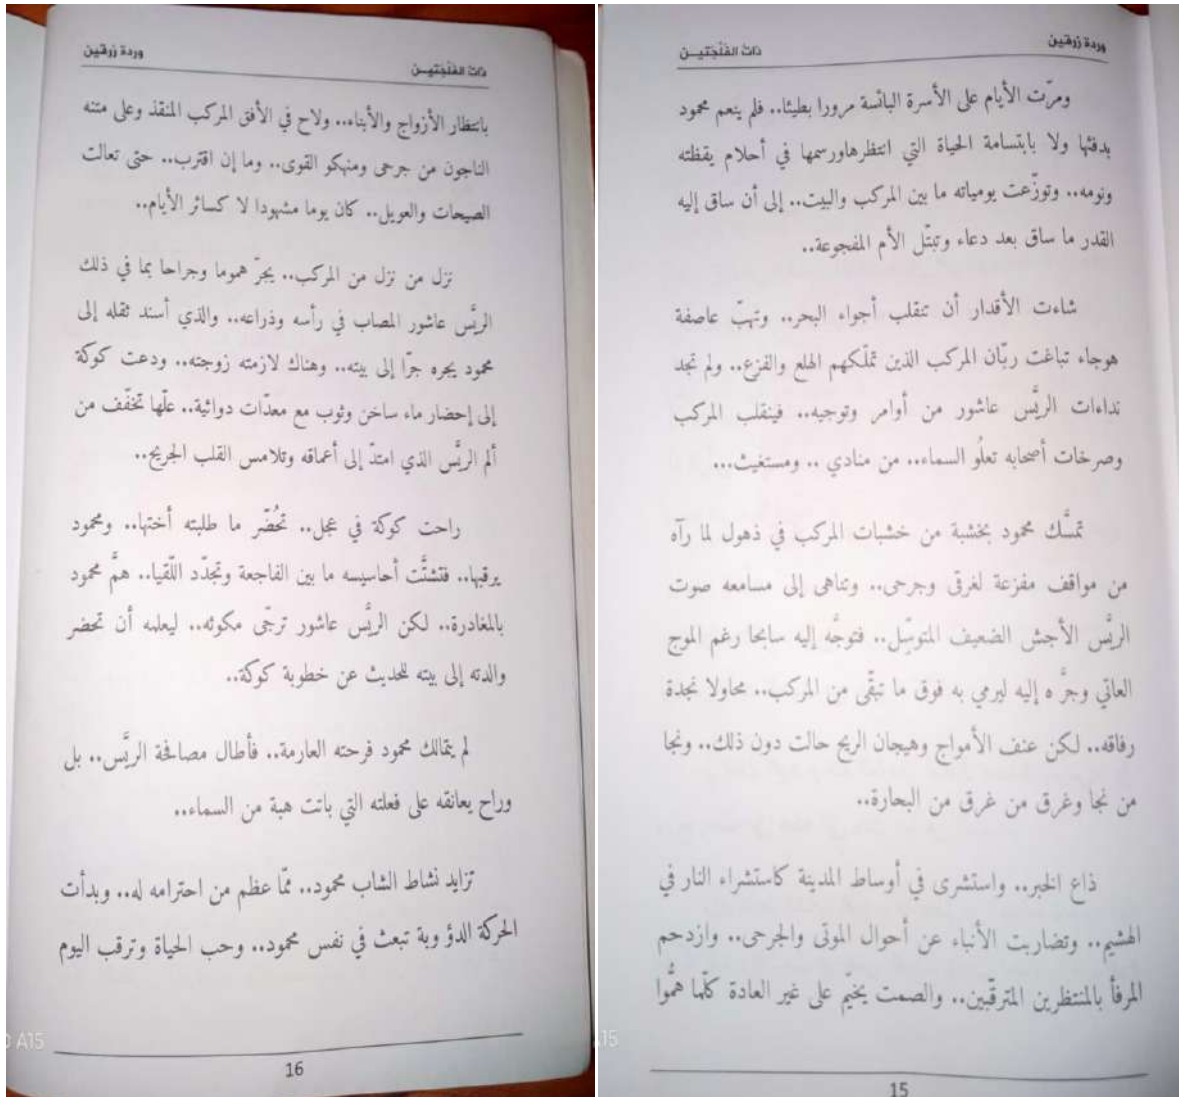 وردة زرقين
ذات الفلجتيــن
ومرّت الأيام على الأسرة البائسة مرورا بطيئا.. فلم ينعم محمود
بدفئها ولا بابتسامة الحياة التي انتظرهاورسمها في أحلام يقظته
ونومه.. وتوزّعت يومياته ما بين المركب والبيت.. إلى أن ساق إليه
القدر ما ساق بعد دعاء وتبتّل الأم المفجوعة..
شاءت الأقدار أن تنقلب أجواء البحر.. وتهبّ عاصفة
هوجاء تباغت ربّان المركب الذين تملّكهم الهلع والفزع.. ولم تجد
نداءات الريَّس عاشور من أوامر وتوجيه.. فينقلب المركب
وصرخات أصحابه تعلُو السماء.. من منادي .. ومستغيث...
تمسَّك محمود بخشبة من خشبات المركب في ذهول لما رآه
من مواقف مفزعة لغرقى وجرحى.. وتناهى إلى مسامعه صوت
الريَّس الأجش الضعيف المتوسِّل.. فتوجَّه إليه سابحا رغم الموج
العاتي وجرَّ ه إليه ليرمي به فوق ما تبقّى من المركب.. محاولا نجدة
رفاقه.. لكن عنف الأمواج وهيجان الريح حالت دون ذلك.. ونجا
من نجا وغرق من غرق من البحارة..
ذاع الخبر.. واستشرى في أوساط المدينة كاستشراء النار في
الهشيم.. وتضاربت الأنباء عن أحوال الموتى والجرحى.. وازدحم
المرفأ بالمنتظرين المترقّبين.. والصمت يخيّم على غير العادة كلّما همُّوا
15
وردة زرقين
ذات الفلجتيــن
بانتظار الأزواج والأبناء.. ولاح في الأفق المركب المنقذ وعلى متنه
الناجون من جرحى ومنهكو القوى.. وما إن اقترب.. حتى تعالت
الصيحات والعويل.. كان يوما مشهودا لا كسائر الأيام..
نزل من نزل من المركب.. يجرّ هموما وجراحا بما في ذلك
الريَّس عاشور المصاب في رأسه وذراعه.. والذي أسند ثقله إلى
محمود يجره جرّا إلى بيته.. وهناك لازمته زوجته.. ودعت كوكة
إلى إحضار ماء ساخن وثوب مع معدّات دوائية.. علّها تخفّف من
ألم الريَّس الذي امتدّ إلى أعماقه وتلامس القلب الجريح..
راحت كوكة في عجل.. تُحضّر ما طلبته أختها.. ومحمود
يرقبها.. فتشتَّت أحاسيسه ما بين الفاجعة وتجدّد اللّقيا.. همَّ محمود
بالمغادرة.. لكن الريَّس عاشور ترجّى مكوثه.. ليعلمه أن تحضر
والدته إلى بيته للحديث عن خطوبة كوكة..
لم يتمالك محمود فرحته العارمة.. فأطال مصافحة الريَّس.. بل
وراح يعانقه على فعلته التي باتت هبة من السماء..
تزايد نشاط الشاب محمود.. ممّا عظم من احترامه له.. وبدأت
الحركة الدؤ وبة تبعث في نفس محمود.. وحب الحياة وترقب اليوم
16
A15